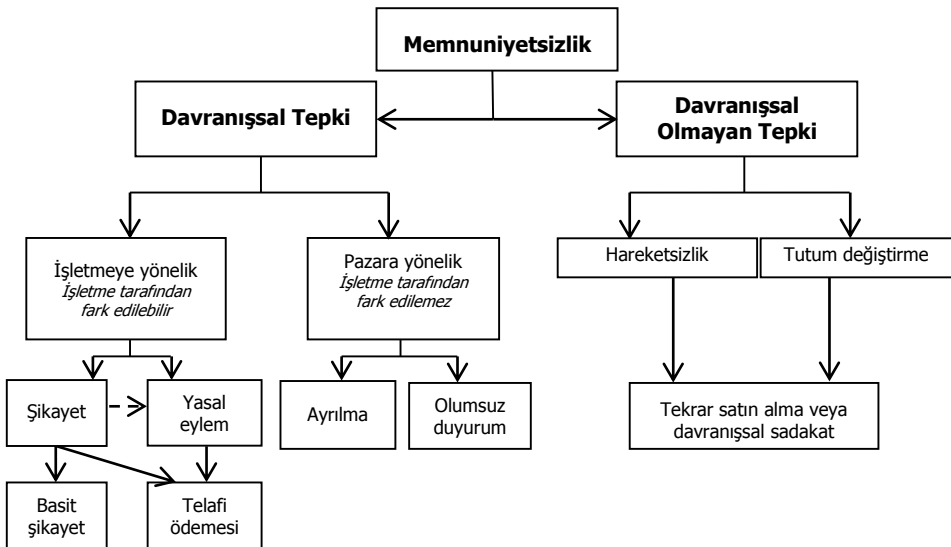 Memnuniyetsizlik
Davranışsal Tepki
Davranışsal
Olmayan Tepki
İşletmeye yönelik
İşletme tarafından
fark edilebilir
Pazara yönelik
İşletme tarafından
fark edilemez
Hareketsizlik
Tutum değiştirme
Şikayet
Yasal
eylem
Ayrılma
Olumsuz
duyurum
Tekrar satın alma veya
davranışsal sadakat
Basit
şikayet
Telafi
ödemesi